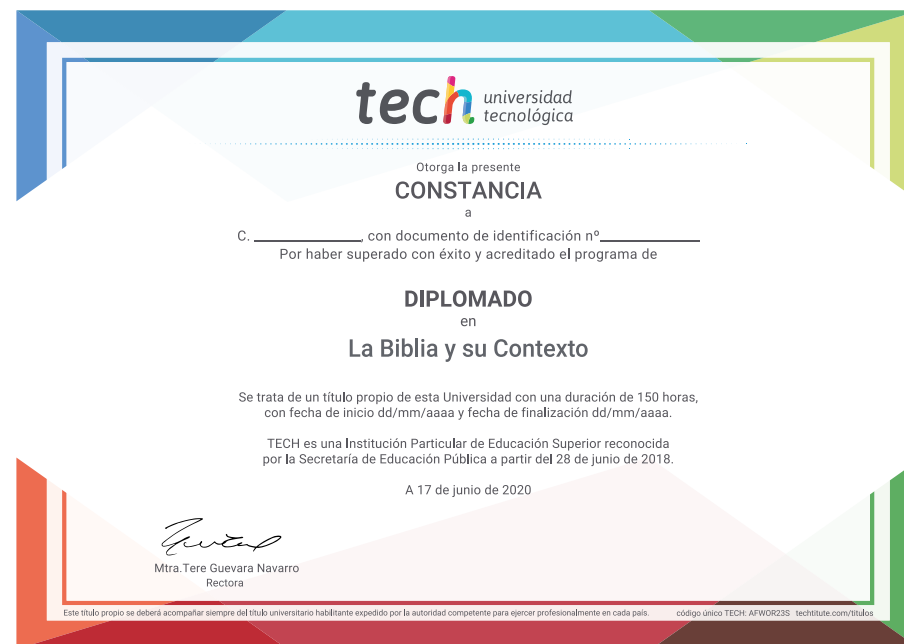 tech universidad
tecnológica
Otorga la presente
CONSTANCIA
a
C. ____________, con documento de identificación nº____________
Por haber superado con éxito y acreditado el programa de
DIPLOMADO
en
La Biblia y su Contexto
Se trata de un título propio de esta Universidad con una duración de 150 horas,
con fecha de inicio dd/mm/aaaa y fecha de finalización dd/mm/aaaa.
TECH es una Institución Particular de Educación Superior reconocida
por la Secretaría de Educación Pública a partir del 28 de junio de 2018.
A 17 de junio de 2020
Mtra.Tere Guevara Navarro
Rectora
Este título propio se deberá acompañar siempre del título universitario habilitante expedido por la autoridad competente para ejercer profesionalmente en cada país. código único TECH: AFWOR23S techtitute.com/titulos